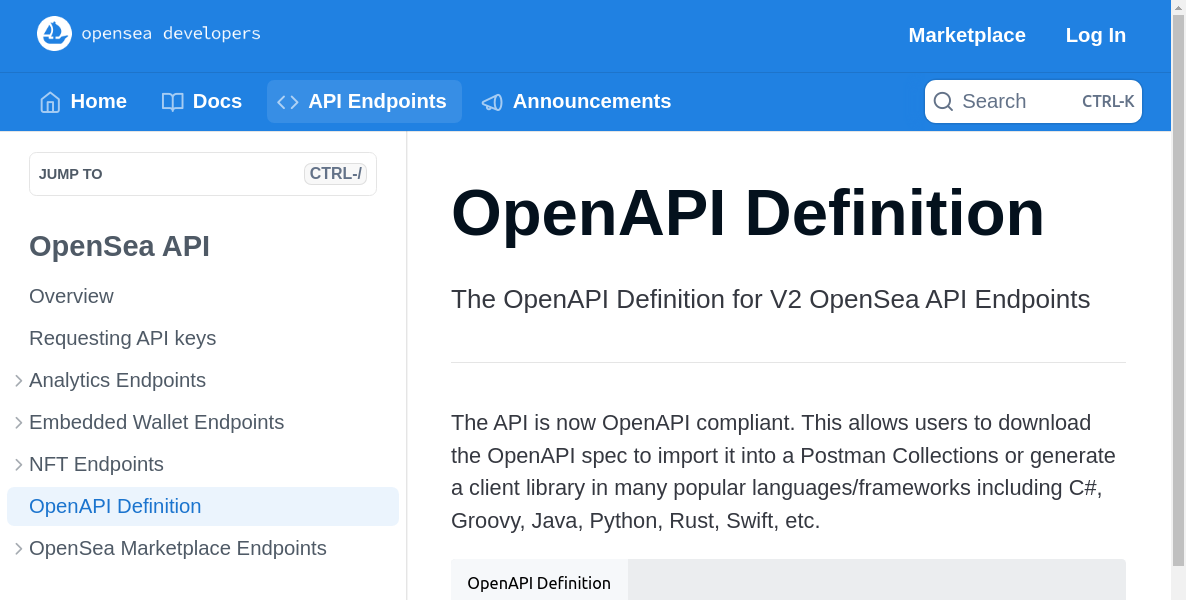 opensea developers
Marketplace
Log In
Home
Docs
API Endpoints
Announcements
Search
CTRL-K
JUMP TO
CTRL-/
OpenSea API
Overview
Requesting API keys
Analytics Endpoints
Embedded Wallet Endpoints
NFT Endpoints
OpenAPI Definition
OpenSea Marketplace Endpoints
OpenAPI Definition
The OpenAPI Definition for V2 OpenSea API Endpoints
The API is now OpenAPI compliant. This allows users to download
the OpenAPI spec to import it into a Postman Collections or generate
a client library in many popular languages/frameworks including C#,
Groovy, Java, Python, Rust, Swift, etc.
OpenAPI Definition